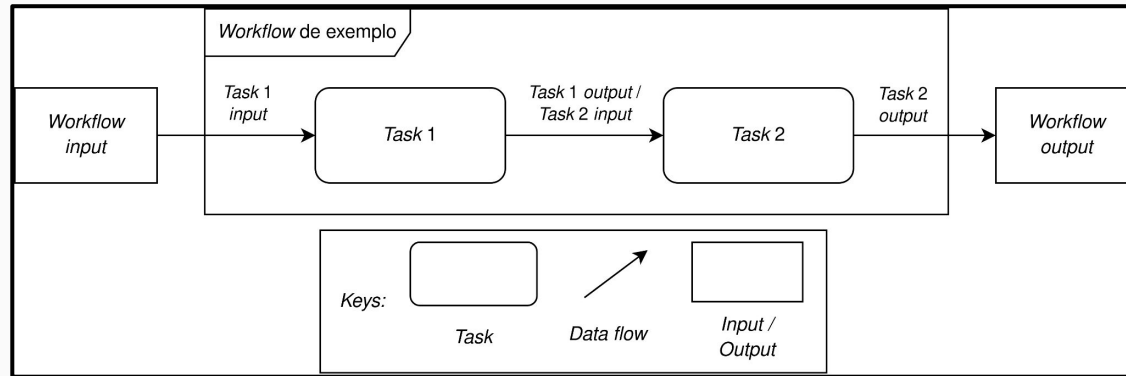 Workflow de exemplo
Task 1
input
Task 1 output /
Task 2 input
Task 2
output
Workflow
input
Task 1
Task 2
Workflow
output
Keys:
Task
Data flow
Input /
Output